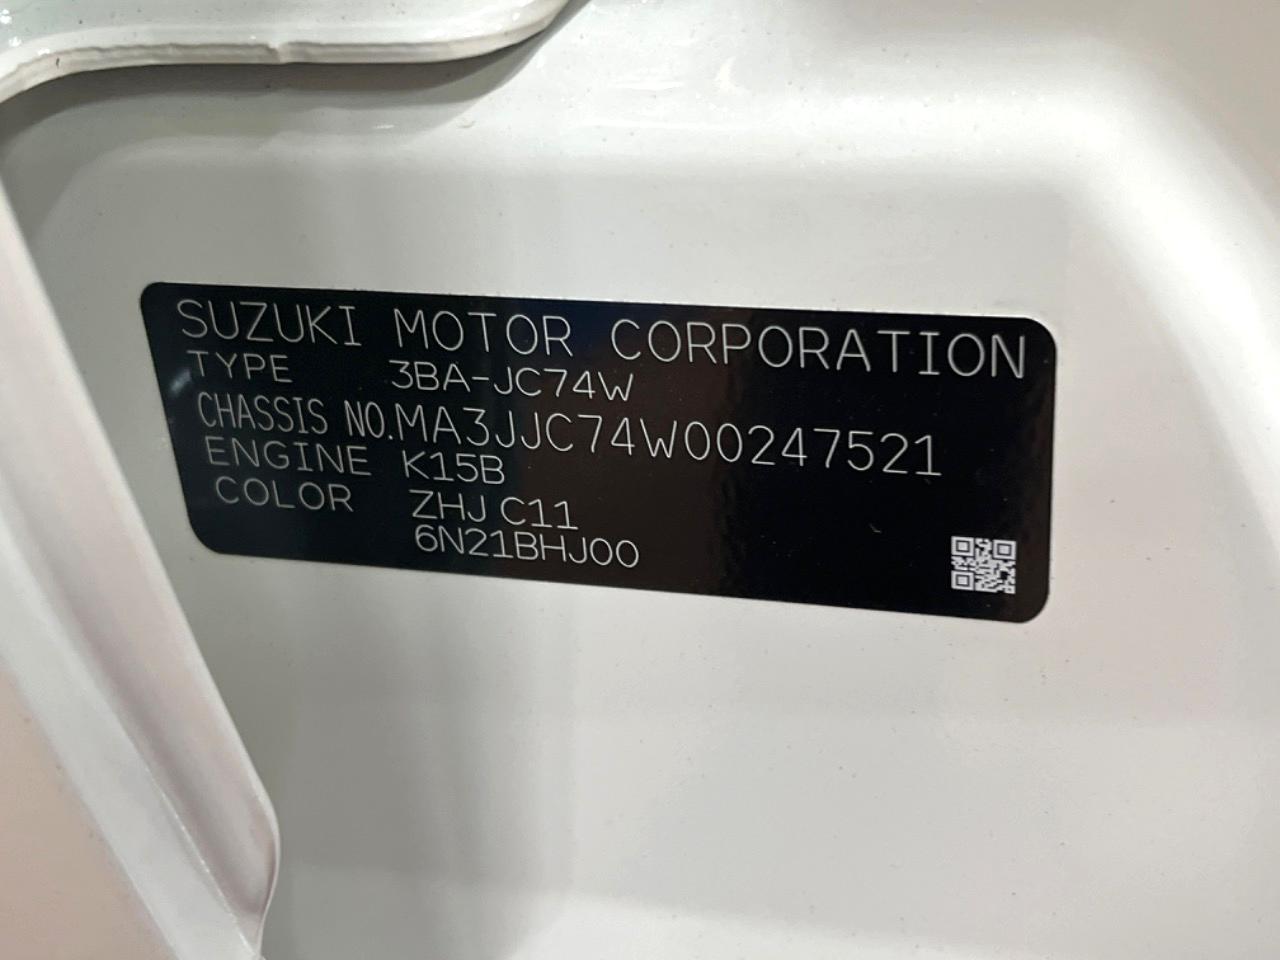 SUZUKI MOTOR CORPORATION
TYPE 3BA-JC74W
CHASSIS NO.MA3JJC74W00247521
ENGINE K15B
COLOR ZHJ C11
6N21BHJ00